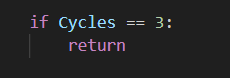 if Cycles == 3:
    return